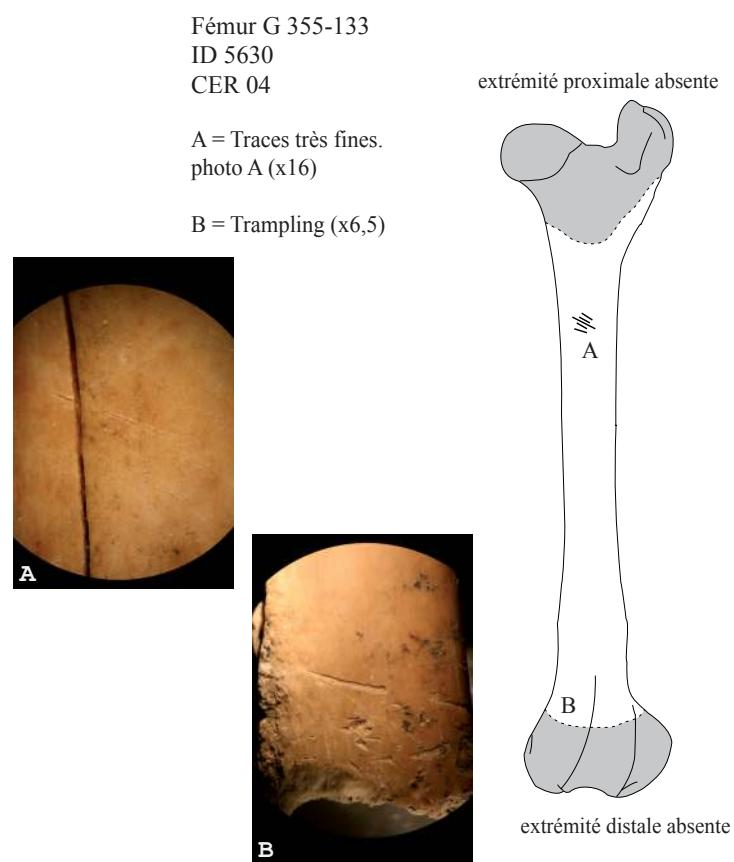 Fémur G 355-133
ID 5630
CER 04
extrémité proximale absente
A = Traces très fines.
photo A (x16)
B = Trampling (x6,5)
A
A
B
B
extrémité distale absente